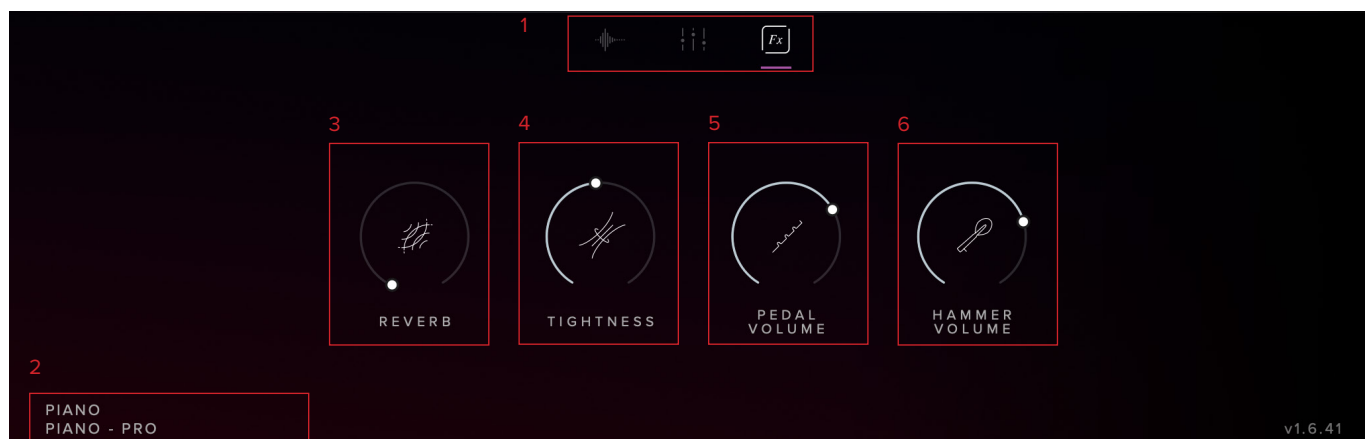 1
Fx
3
4
5
6
REVERB
TIGHTNESS
PEDAL
VOLUME
HAMMER
VOLUME
2
PIANO
PIANO - PRO
v1.6.41